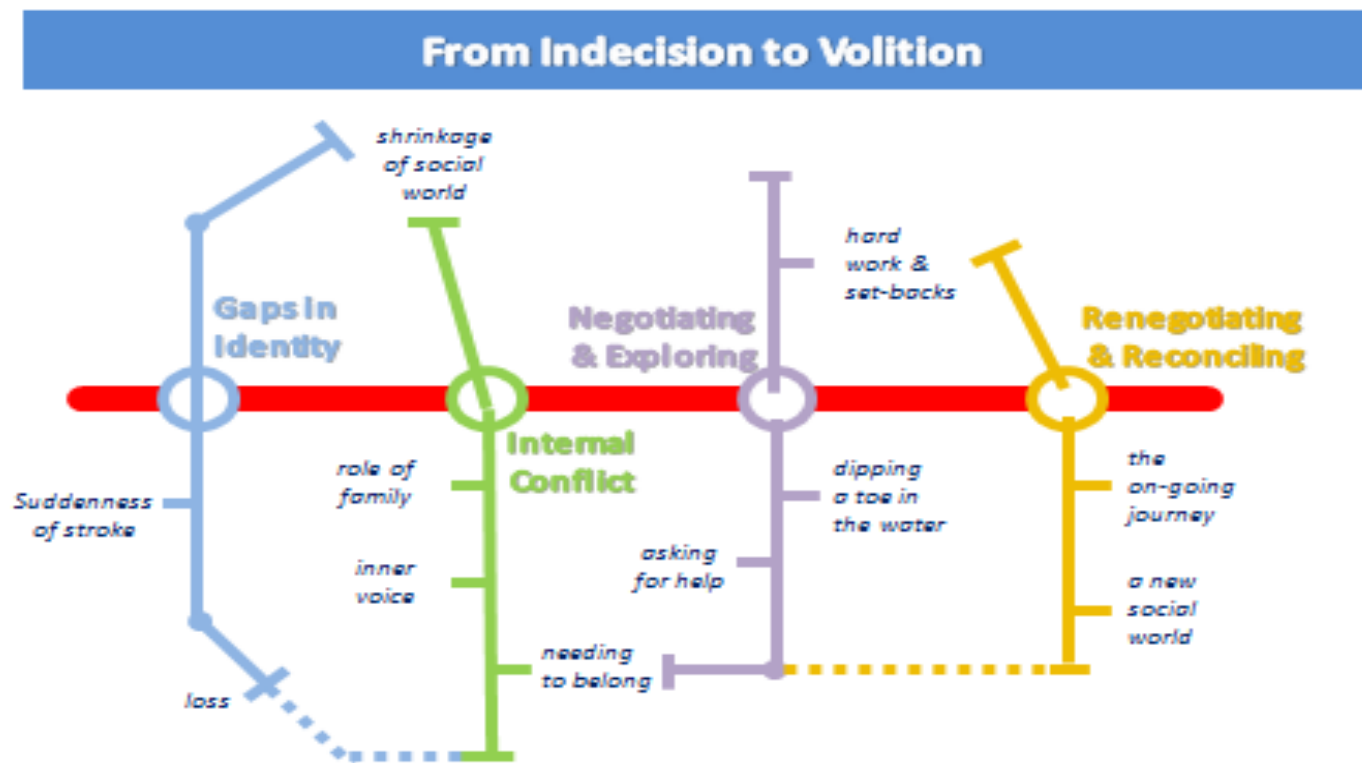 From Indecision to Volition
shrinkage
of social
world
hard
work &
set-backs
Gaps in
Identity
Negotiating
& Exploring
Renegotiating
& Reconciling
Internal
Conflict
role of
family
dipping
a toe in
the water
the
on-going
journey
Suddenness
of stroke
asking
for help
inner
voice
a new
social
world
needing
to belong
loss